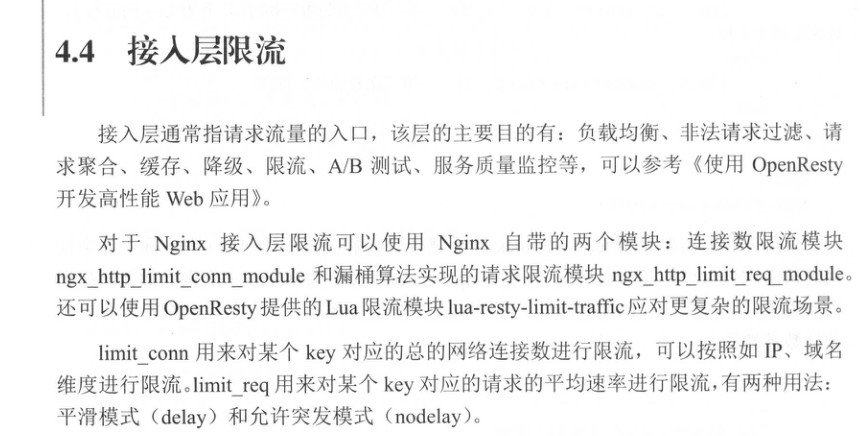 4.4 接入层限流
接入层通常指请求流量的入口，该层的主要目的有：负载均衡、非法请求过滤、请
求聚合、缓存、降级、限流、A/B 测试、服务质量监控等，可以参考《使用 OpenResty
开发高性能 Web 应用》。
对于 Nginx 接入层限流可以使用 Nginx 自带的两个模块：连接数限流模块
ngx_http_limit_conn_module 和漏桶算法实现的请求限流模块 ngx_http_limit_req_module。
还可以使用 OpenResty 提供的 Lua 限流模块 lua-resty-limit-traffic 应对更复杂的限流场景。
limit_conn 用来对某个 key 对应的总的网络连接数进行限流，可以按照如 IP、域名
维度进行限流。limit_req 用来对某个 key 对应的请求的平均速率进行限流，有两种用法：
平滑模式（delay）和允许突发模式（nodelay）。